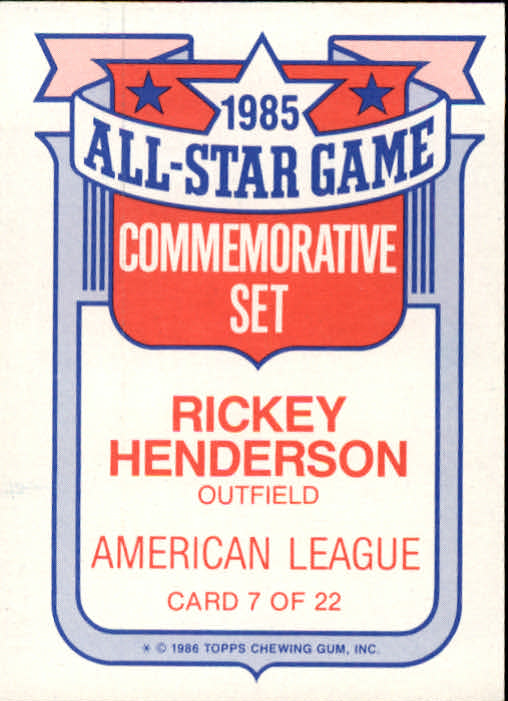 1985
ALL-STAR GAME
COMMEMORATIVE
SET
RICKEY
HENDERSON
OUTFIELD
AMERICAN LEAGUE
CARD 7 OF 22
* © 1986 TOPPS CHEWING GUM, INC.